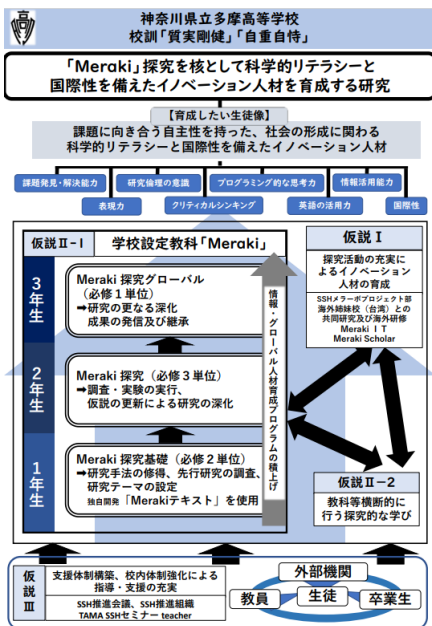 神奈川県立多摩高等学校
校訓「質実剛健」「自重自恃」
「Meraki」探究を核として科学的リテラシーと
国際性を備えたイノベーション人材を育成する研究
【育成したい生徒像】
課題に向き合う自主性を持った、社会の形成に関わる
科学的リテラシーと国際性を備えたイノベーション人材
課題発見・解決能力
研究倫理の意識
プログラミング的な思考力
情報活用能力
表現力
クリティカルシンキング
英語の活用力
国際性
仮説Ⅱ-Ⅰ
学校設定教科「Meraki」
3年生
Meraki 探究グローバル
（必修１単位）
➡研究の更なる深化
成果の発信及び継承
2年生
Meraki 探究（必修３単位）
➡調査・実験の実行、
仮説の更新による研究の深化
1年生
Meraki 探究基礎（必修２単位）
➡研究手法の修得、先行研究の調査、
研究テーマの設定
独自開発「Merakiテキスト」を使用
情報・グローバル人材育成プログラムの積上げ
仮説Ⅰ
探究活動の充実に
よるイノベーション
人材の育成
SSHメラーボプロジェクト部
海外姉妹校（台湾）との
共同研究及び海外研修
Meraki ＩＴ
Meraki Scholar
仮説Ⅱ－2
教科等横断的に
行う探究的な学び
仮説Ⅲ
支援体制構築、校内体制強化による
指導・支援の充実
SSH推進会議、SSH推進組織
TAMA SSHセミナー teacher
外部機関
教員
生徒
卒業生